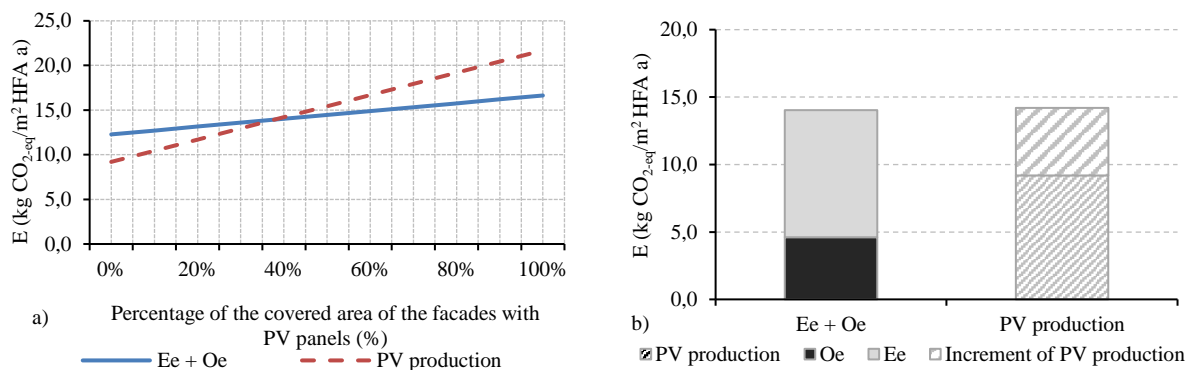 25,0
20,0
15,0
10,0
5,0
0,0
E (kg CO2-eq/m² HFA a)
0% 20% 40% 60% 80% 100%
a)
Percentage of the covered area of the facades with
PV panels (%)
Ee + Oe PV production
20,0
15,0
10,0
5,0
0,0
E (kg CO2-eq/m² HFA a)
b)
Ee + Oe PV production
PV production Oe Ee Increment of PV production